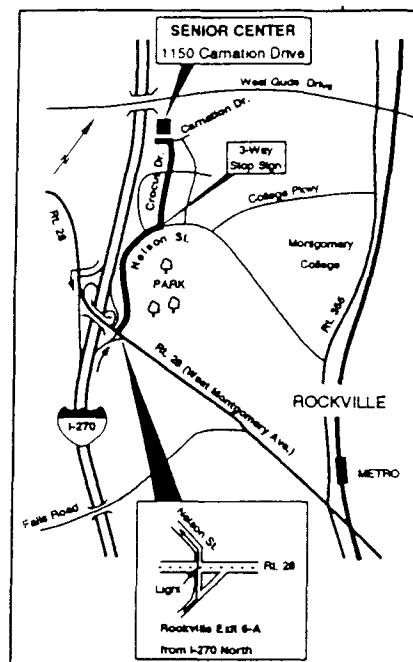 SENIOR CENTER
1150 Carnation Drive
West Gude Drive
Carnation Dr.
3-Way
Stop Sign
Crocus Dr.
College Pkwy
Rt. 28
N
Nelson St.
Montgomery
College
PARK
Rt. 355
Rt. 28 (West Montgomery Ave.)
ROCKVILLE
I-270
METRO
Falls Road
Nelson St.
Rt. 28
Light
Rockville Exit 6-A
from I-270 North